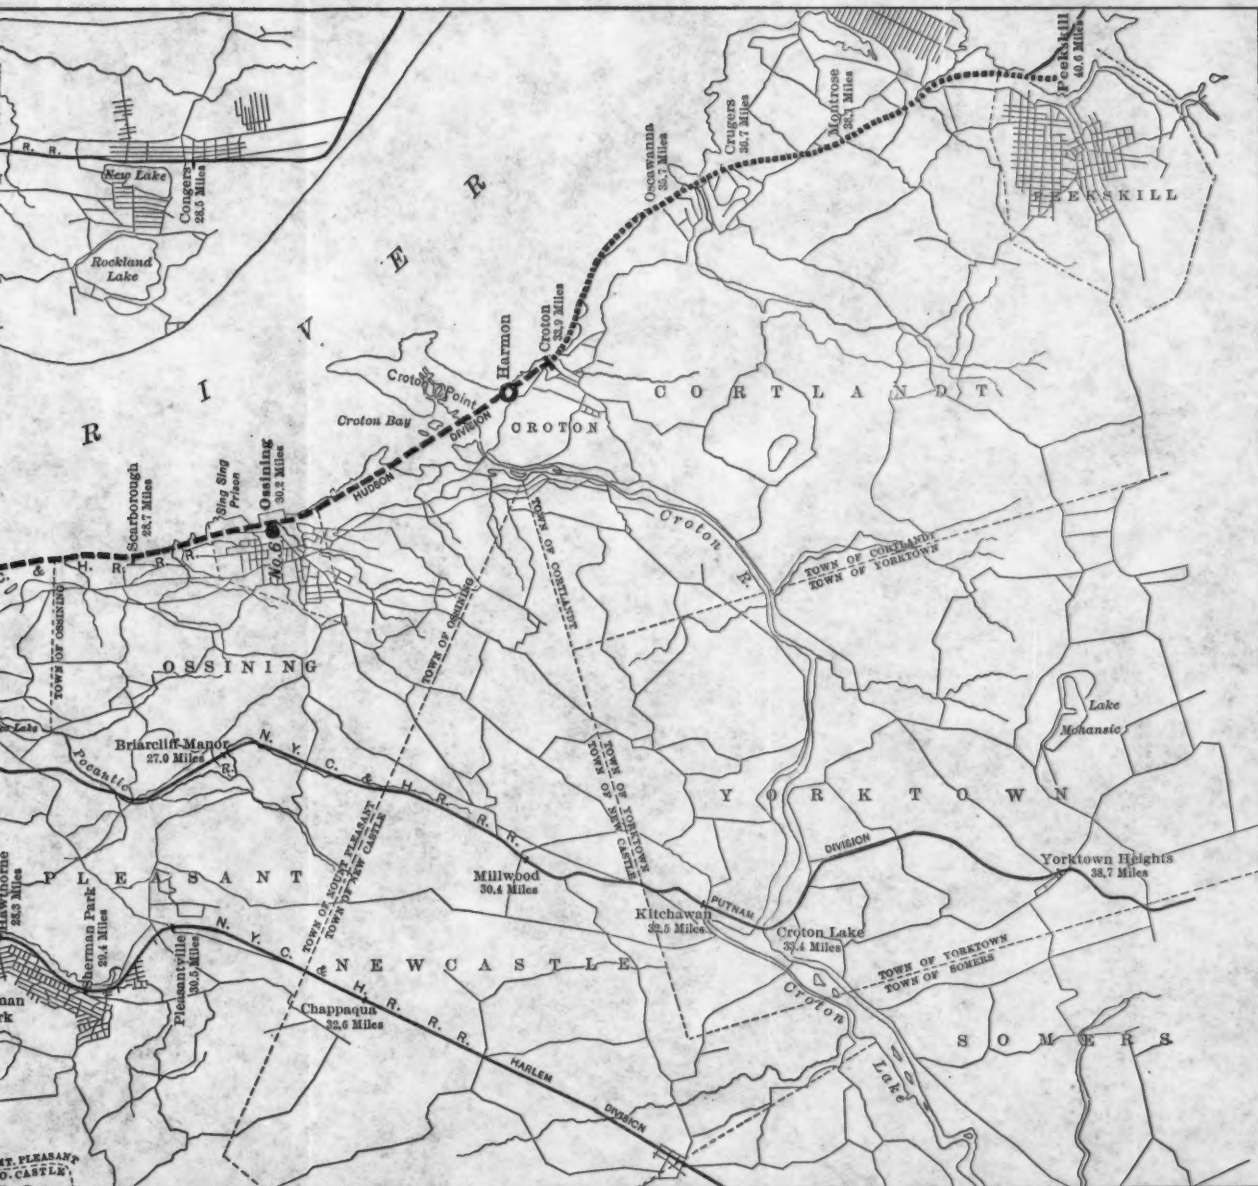 Peekskill
40.6 Miles
Montrose
38.1 Miles
Crugers
36.7 Miles
Oscawanna
35.7 Miles
R. R.
New Lake
Congers
28.5 Miles
PEEKSKILL
Rockland
Lake
R I V E R
Croton
33.9 Miles
Harmon
Croton Point
CORTLANDT
Croton Bay
DIVISION
CROTON
HUDSON
R
Ossining
30.2 Miles
Sing Sing
Prison
Scarborough
28.7 Miles
No. 6
& H. R. R. R.
Croton R.
TOWN OF CORTLANDT
TOWN OF YORKTOWN
TOWN OF CORTLANDT
TOWN OF OSSINING
TOWN OF OSSINING
OSSINING
Lake
Mohansic
Lake
Briarcliff Manor
27.0 Miles
Pocantic
R.
N. Y. C. & H. R. R. R.
TOWN OF YORKTOWN
TOWN OF NEW CASTLE
YORKTOWN
DIVISION
TOWN OF MOUNT PLEASANT
TOWN OF NEW CASTLE
Yorktown Heights
38.7 Miles
Hawthorne
28.3 Miles
PLEASANT
Millwood
30.4 Miles
Sherman Park
29.4 Miles
PUTNAM
Kitchawan
32.5 Miles
Croton Lake
33.4 Miles
Pleasantville
30.5 Miles
N. Y. C. & H. R. R. R.
NEWCASTLE
TOWN OF YORKTOWN
TOWN OF SOMERS
man
rk
Chappaqua
32.6 Miles
Croton
Lake
SOMERS
HARLEM
DIVISION
MT. PLEASANT
O. CASTLE